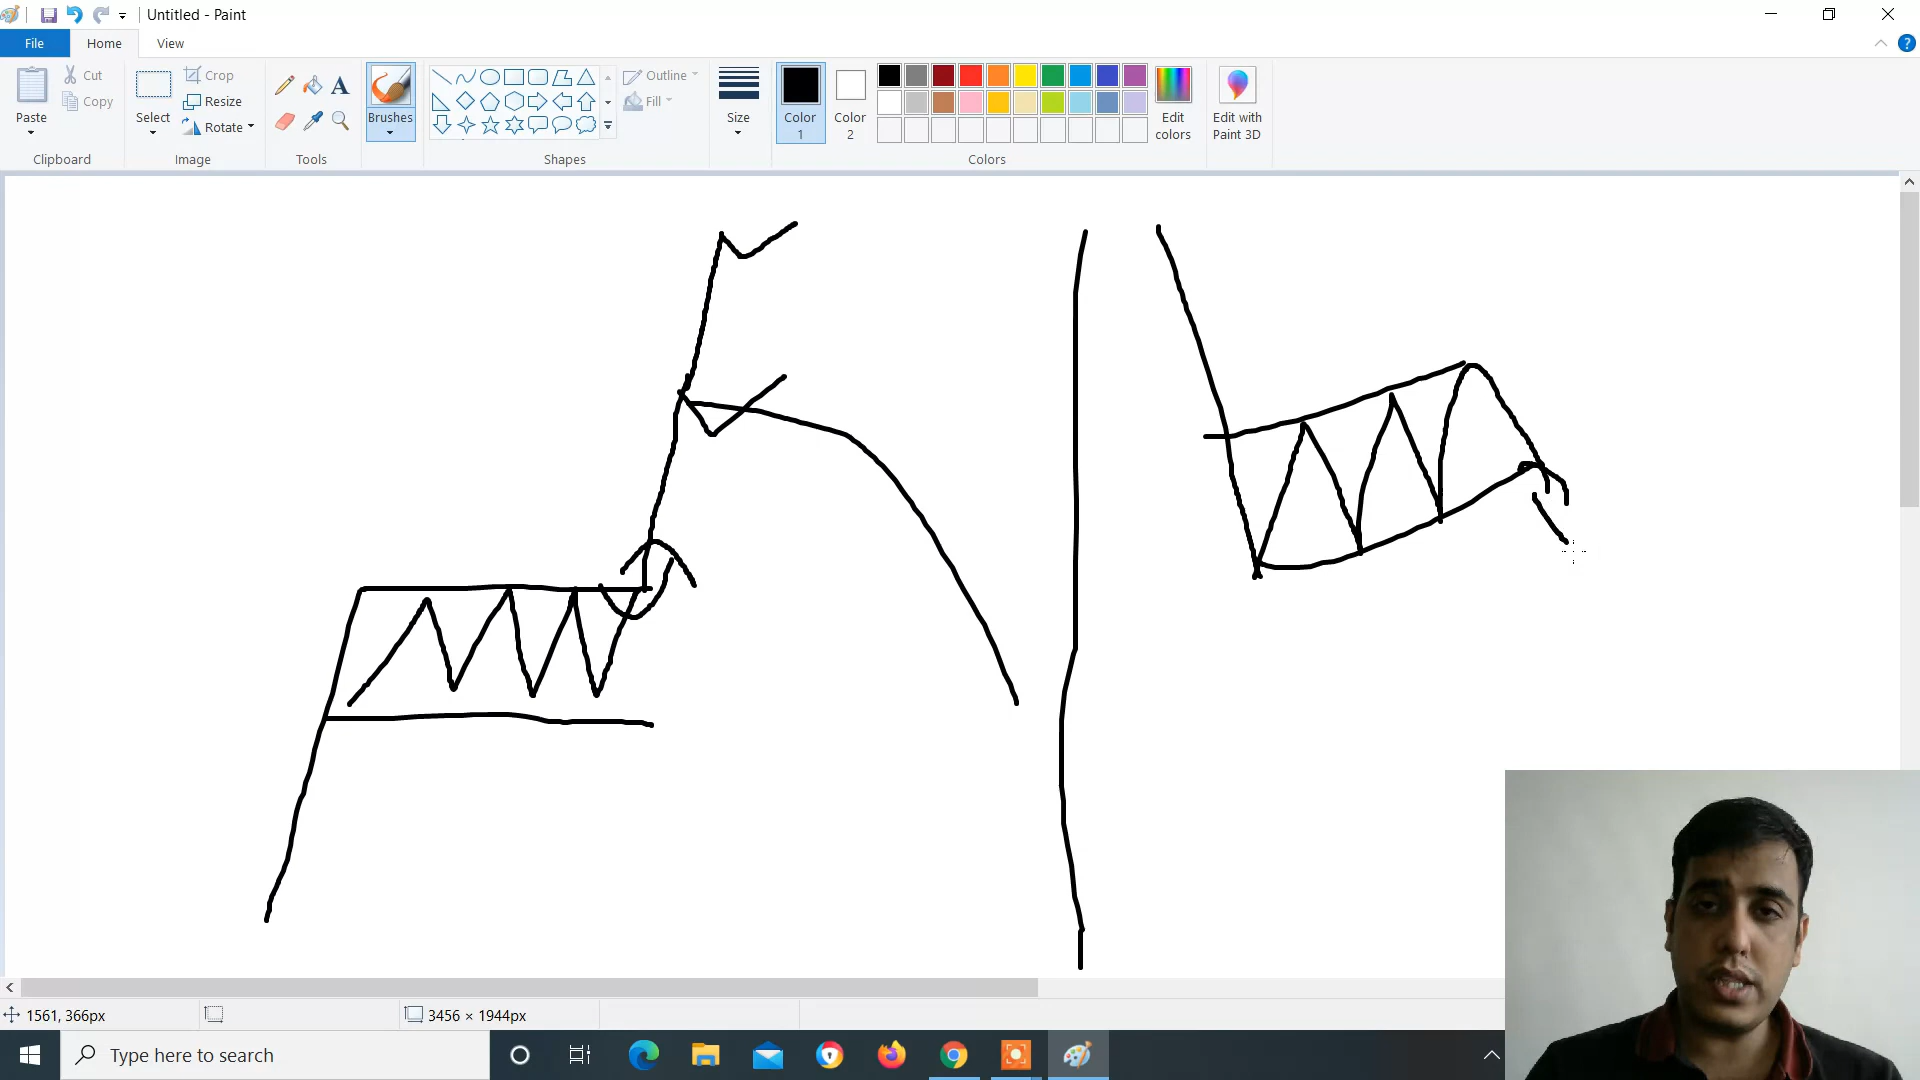 Untitled - Paint
File
Home
View
Paste
Cut
Copy
Clipboard
Select
Crop
Resize
Rotate
Image
A
Tools
Brushes
Shapes
Outline
Fill
Size
Color
1
Color
2
Colors
Edit
colors
Edit with
Paint 3D
?
1561, 366px
3456 × 1944px
Type here to search